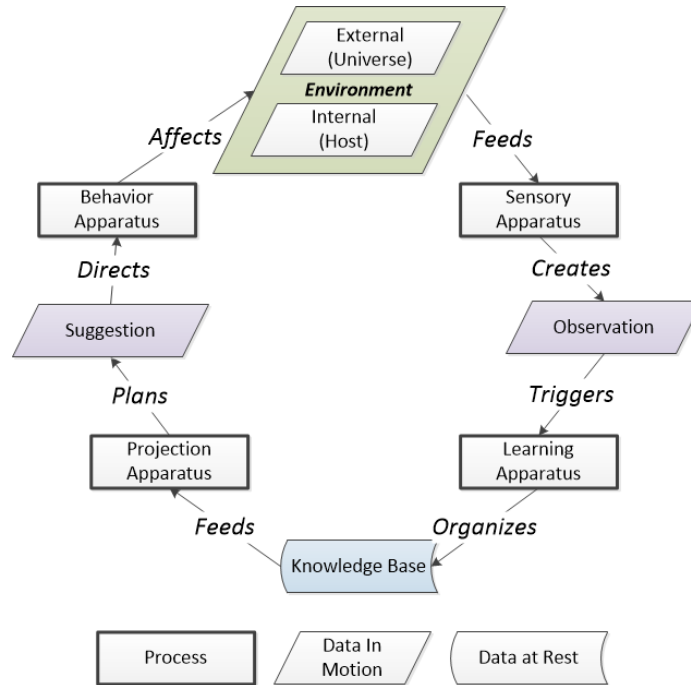 External
(Universe)
Environment
Internal
(Host)
Affects
Feeds
Behavior
Apparatus
Sensory
Apparatus
Directs
Creates
Suggestion
Observation
Plans
Triggers
Projection
Apparatus
Learning
Apparatus
Feeds
Organizes
Knowledge Base
Process
Data In
Motion
Data at Rest